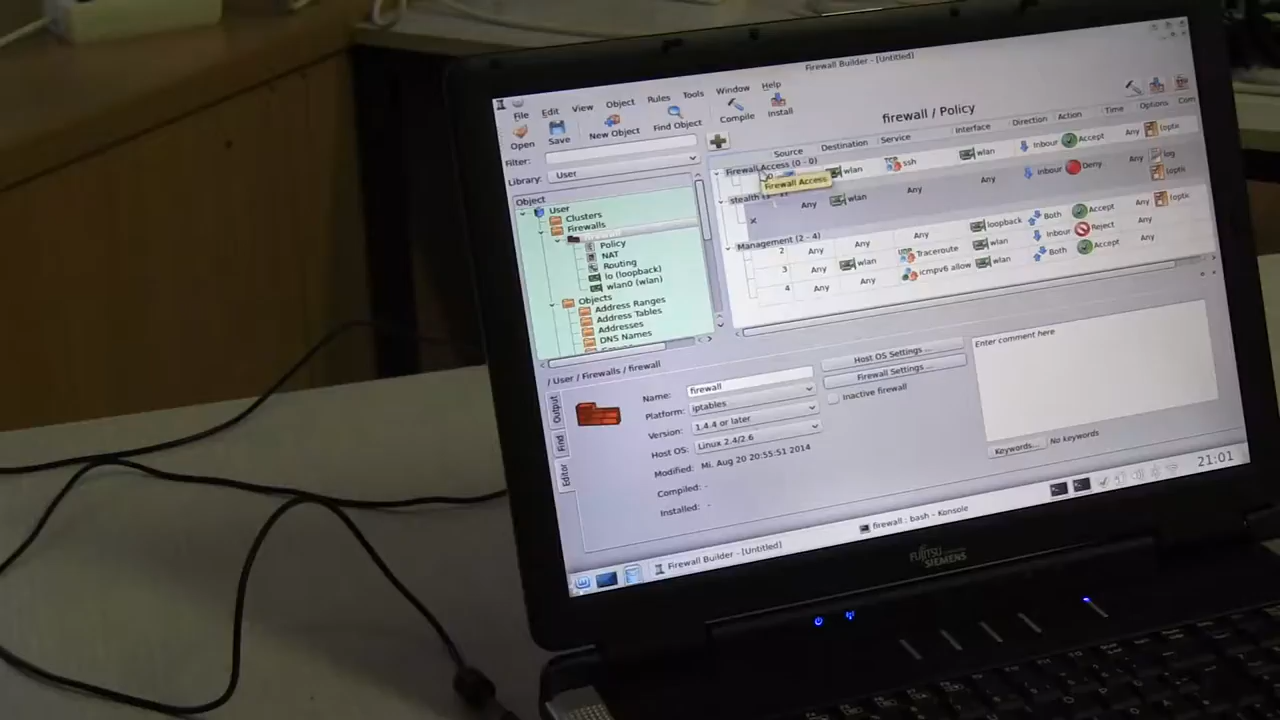 Firewall Builder - [Untitled]
File Edit View Object Rules Tools Window Help
Open Save New Object Find Object Compile Install
firewall / Policy
Filter:
Library: User
Object
User
Clusters
Firewalls
Policy
NAT
Routing
lo (loopback)
wlan0 (wlan)
Objects
Address Ranges
Address Tables
Addresses
DNS Names
Source Destination Service Interface Direction Action Time Options Com
Firewall Access (0 - 0)
wlan ssh wlan Inbour Accept Any (optic
Firewall Access
stealth
Any wlan Any Any Inbour Deny Any log
(optic
Management (2 - 4)
2 Any Any Any loopback Both Accept Any (optic
3 Any wlan Traceroute wlan Inbour Reject Any
4 Any Any icmpv6 allow wlan Both Accept Any
/ User / Firewalls / firewall
Output
Find
Editor
Name: firewall
Platform: iptables
Version: 1.4.4 or later
Host OS: Linux 2.4/2.6
Modified: Mi. Aug 20 20:55:51 2014
Compiled: -
Installed: -
Host OS Settings ...
Firewall Settings ...
Inactive firewall
Enter comment here
Keywords... No keywords
Firewall Builder - [Untitled]
firewall : bash - Konsole
21:01
FUJITSU
SIEMENS